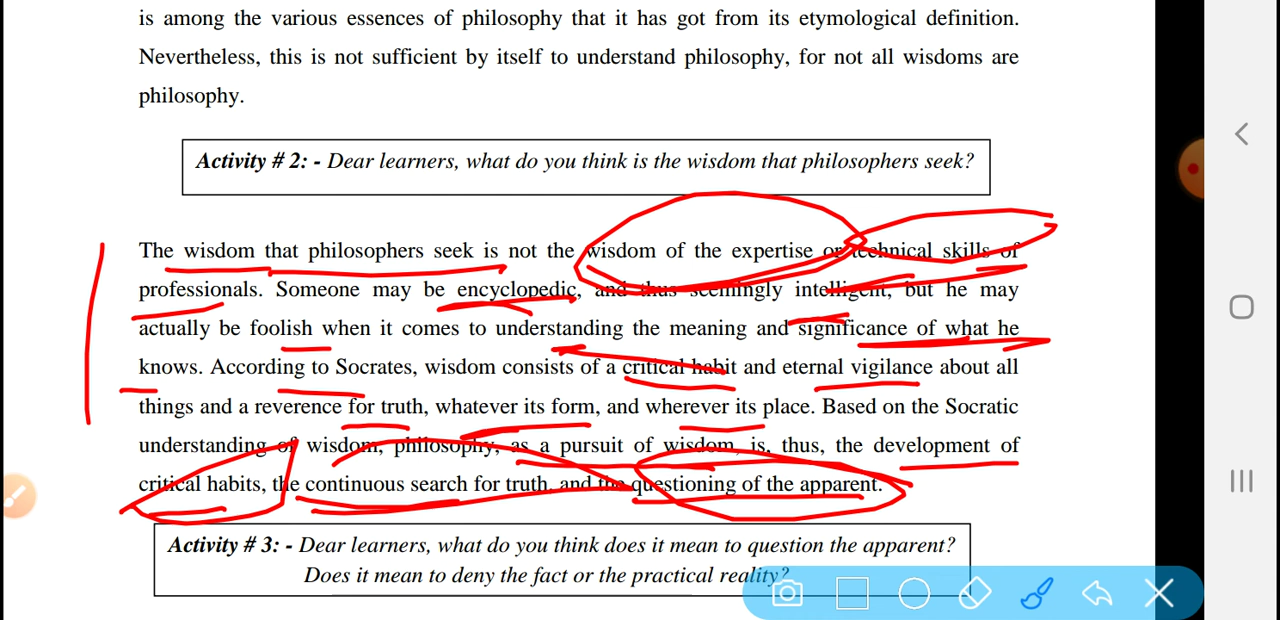 is among the various essences of philosophy that it has got from its etymological definition.
Nevertheless, this is not sufficient by itself to understand philosophy, for not all wisdoms are
philosophy.
Activity # 2: - Dear learners, what do you think is the wisdom that philosophers seek?
The wisdom that philosophers seek is not the wisdom of the expertise or technical skills of
professionals. Someone may be encyclopedic, and thus seemingly intelligent, but he may
actually be foolish when it comes to understanding the meaning and significance of what he
knows. According to Socrates, wisdom consists of a critical habit and eternal vigilance about all
things and a reverence for truth, whatever its form, and wherever its place. Based on the Socratic
understanding of wisdom, philosophy, as a pursuit of wisdom, is, thus, the development of
critical habits, the continuous search for truth, and the questioning of the apparent.
Activity # 3: - Dear learners, what do you think does it mean to question the apparent?
Does it mean to deny the fact or the practical reality?